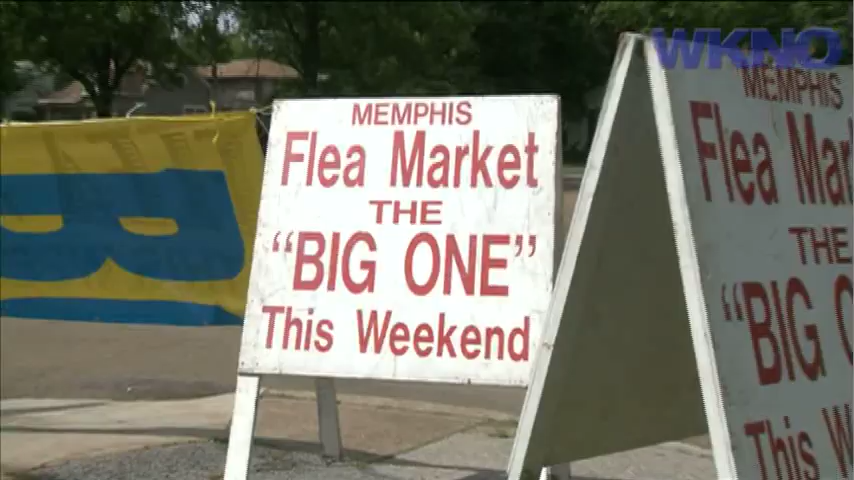 WKNO
MEMPHIS
Flea Market
THE
"BIG ONE"
This Weekend
MEMPHIS
Flea Mar
THE
"BIG O
This W
B